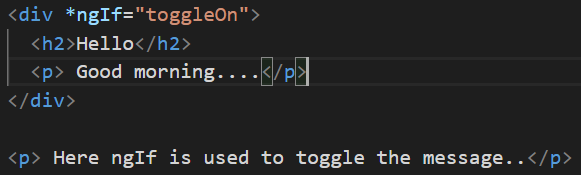 <div *ngIf="toggleOn">
<h2>Hello</h2>
<p> Good morning....</p>
</div>
<p> Here ngIf is used to toggle the message..</p>